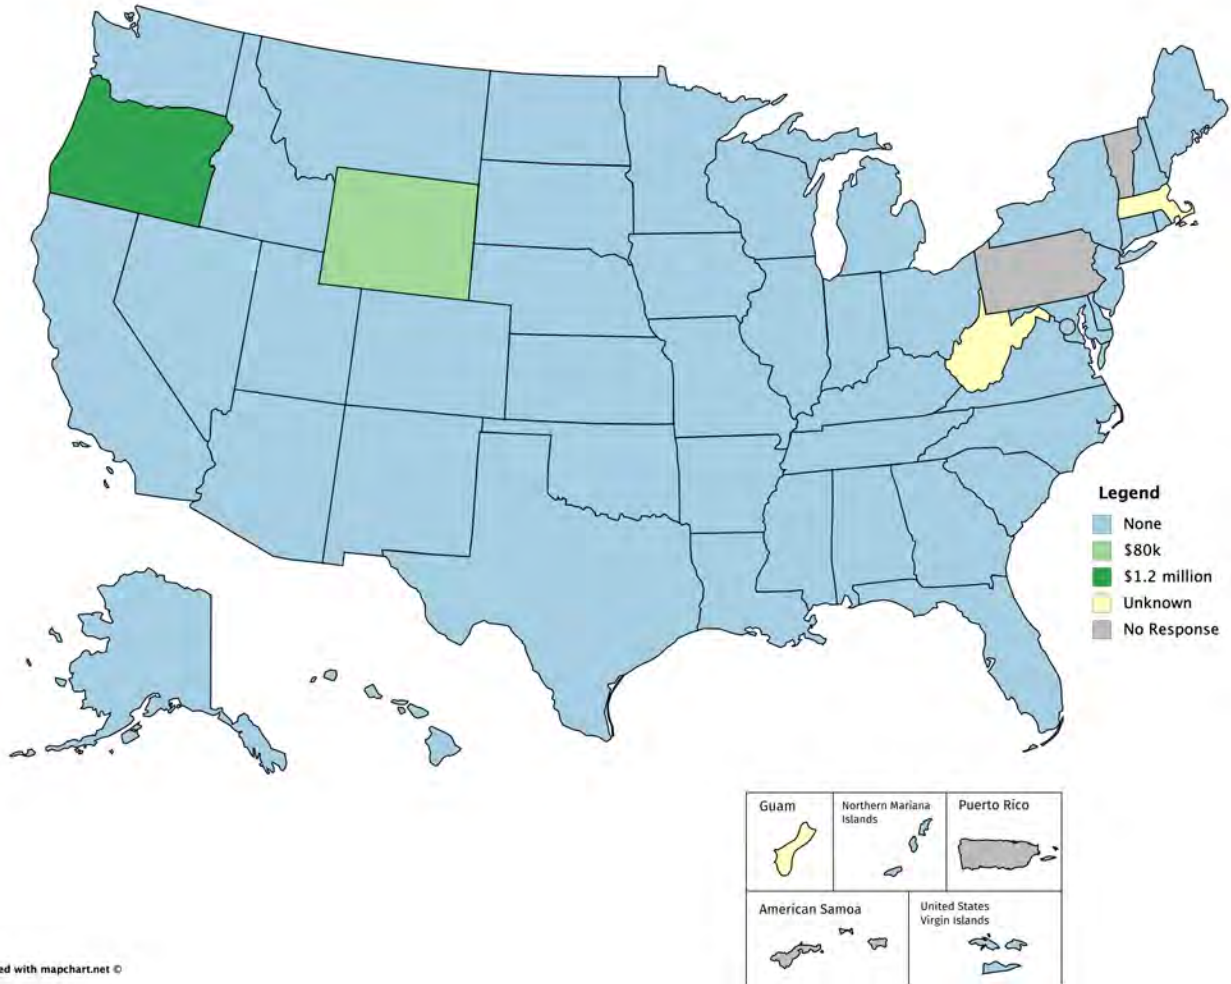 Legend
None
$80k
$1.2 million
Unknown
No Response
Guam
Northern Mariana
Islands
Puerto Rico
American Samoa
United States
Virgin Islands
ed with mapchart.net ©